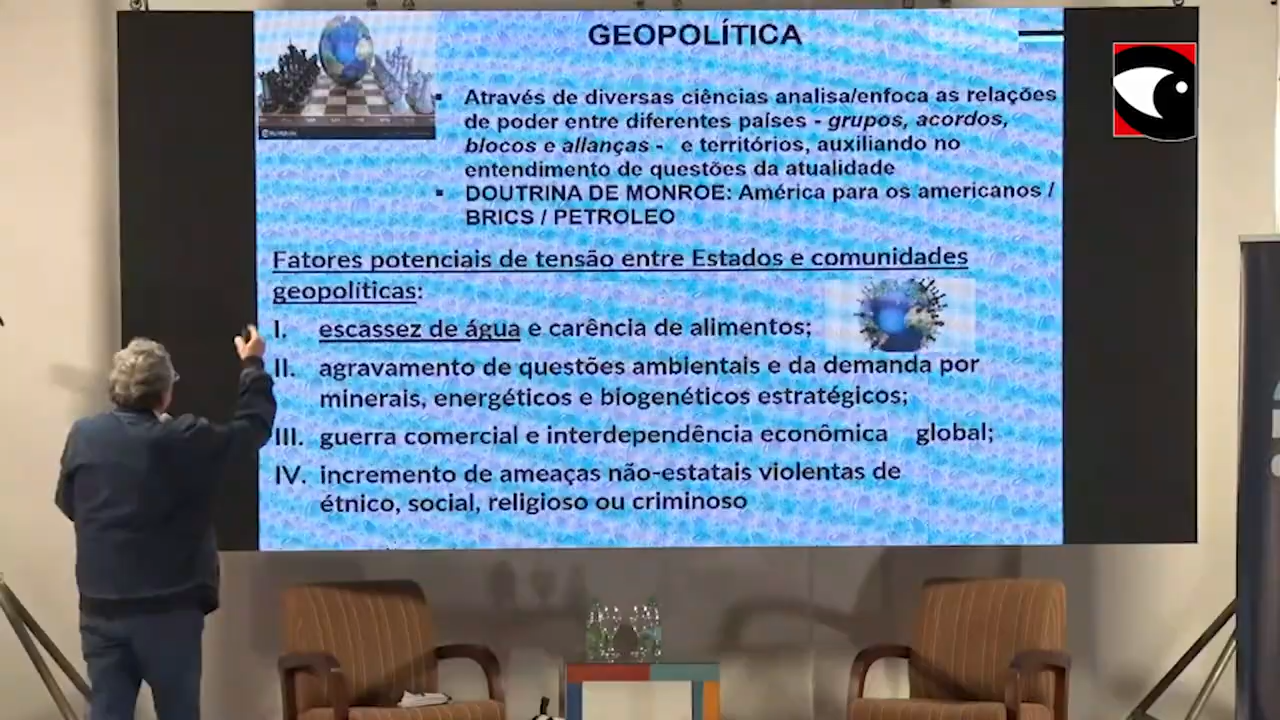 GEOPOLÍTICA
Através de diversas ciências analisa/enfoca as relações
de poder entre diferentes países - grupos, acordos,
blocos e allanças - e territórios, auxiliando no
entendimento de questões da atualidade
DOUTRINA DE MONROE: América para os americanos /
BRICS / PETROLEO
Fatores potenciais de tensão entre Estados e comunidades
geopolíticas:
I. escassez de água e carência de alimentos;
II. agravamento de questões ambientais e da demanda por
minerais, energéticos e biogenéticos estratégicos;
III. guerra comercial e interdependência econômica global;
IV. incremento de ameaças não-estatais violentas de
étnico, social, religioso ou criminoso